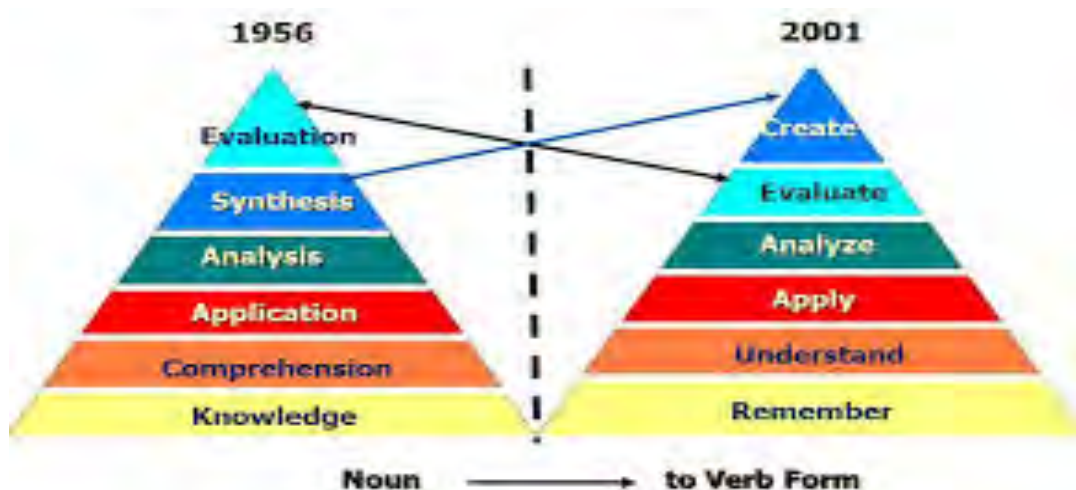 1956
Evaluation
Synthesis
Analysis
Application
Comprehension
Knowledge
2001
Create
Evaluate
Analyze
Apply
Understand
Remember
Noun to Verb Form